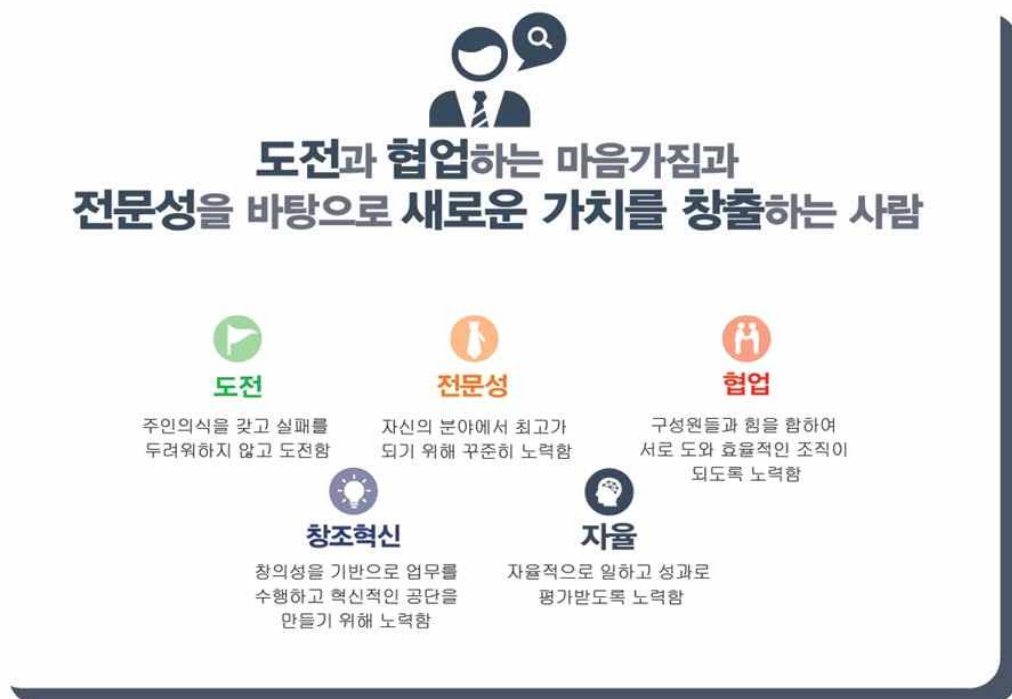 도전과 협업하는 마음가짐과
전문성을 바탕으로 새로운 가치를 창출하는 사람
도전
주인의식을 갖고 실패를
두려워하지 않고 도전함
전문성
자신의 분야에서 최고가
되기 위해 꾸준히 노력함
협업
구성원들과 힘을 합하여
서로 도와 효율적인 조직이
되도록 노력함
창조혁신
창의성을 기반으로 업무를
수행하고 혁신적인 공단을
만들기 위해 노력함
자율
자율적으로 일하고 성과로
평가받도록 노력함